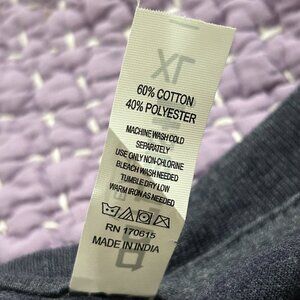 XL
60% COTTON
40% POLYESTER
MACHINE WASH COLD
SEPARATELY
USE ONLY NON-CHLORINE
BLEACH WASH NEEDED
TUMBLE DRY LOW
WARM IRON AS NEEDED
RN 170615
MADE IN INDIA